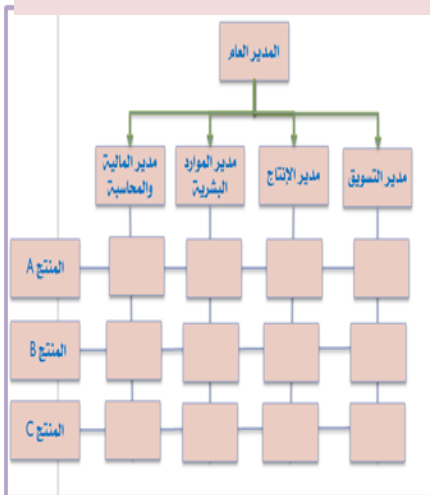 المدير العام
مدير التسويق
مدير الإنتاج
مدير الموارد
البشرية
مدير المالية
والمحاسبة
المنتج A
المنتج B
المنتج C